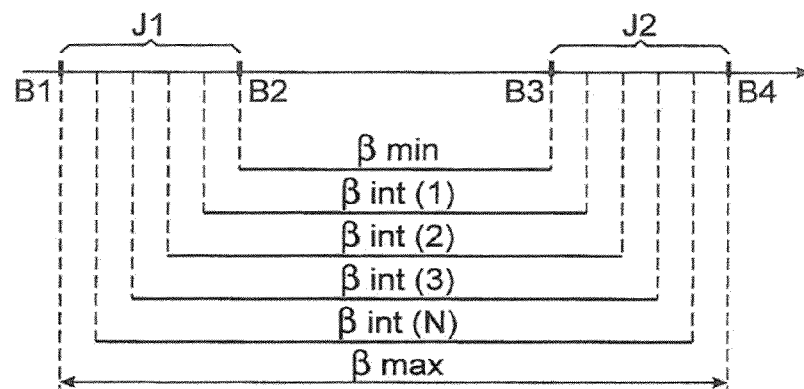 J1 J2
B1 B2 B3 B4
β min
β int (1)
β int (2)
β int (3)
β int (N)
β max